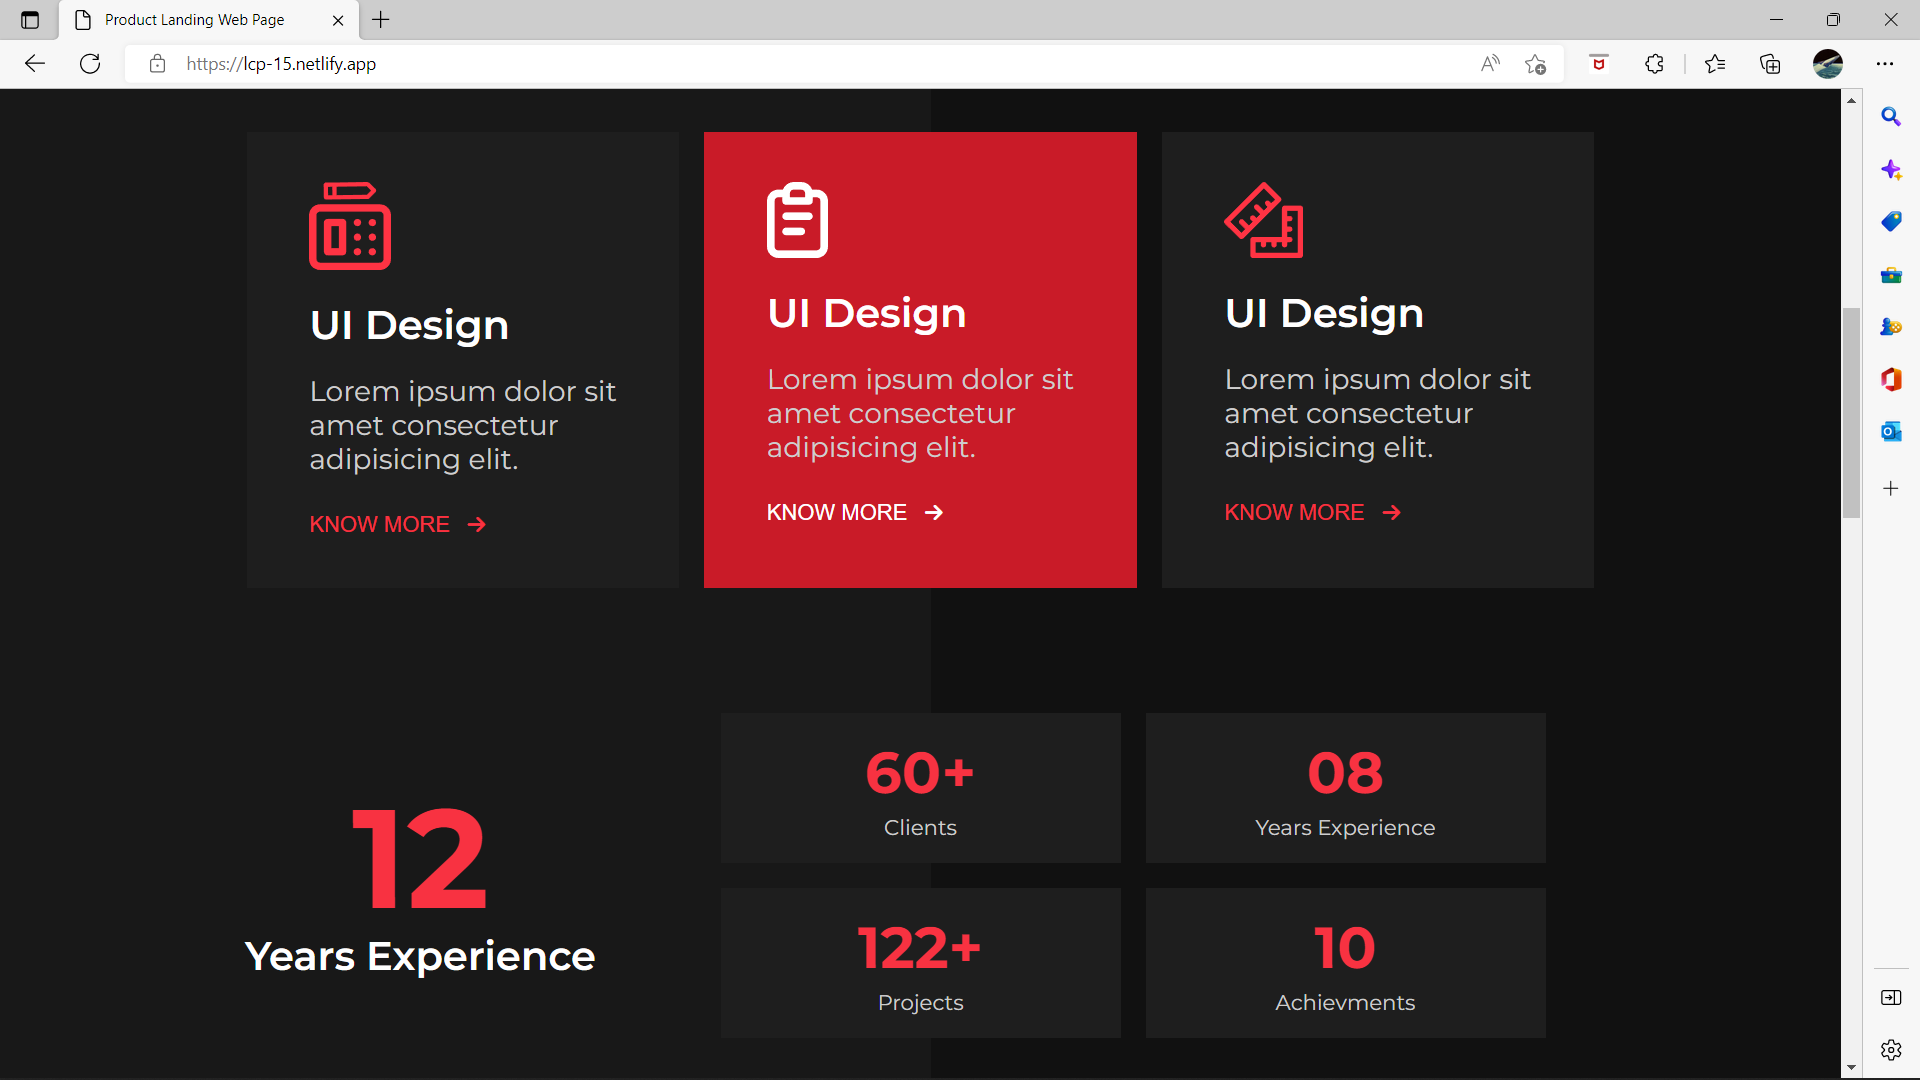 Product Landing Web Page
https://lcp-15.netlify.app
UI Design
Lorem ipsum dolor sit
amet consectetur
adipisicing elit.
KNOW MORE
UI Design
Lorem ipsum dolor sit
amet consectetur
adipisicing elit.
KNOW MORE
UI Design
Lorem ipsum dolor sit
amet consectetur
adipisicing elit.
KNOW MORE
12
Years Experience
60+
Clients
08
Years Experience
122+
Projects
10
Achievments